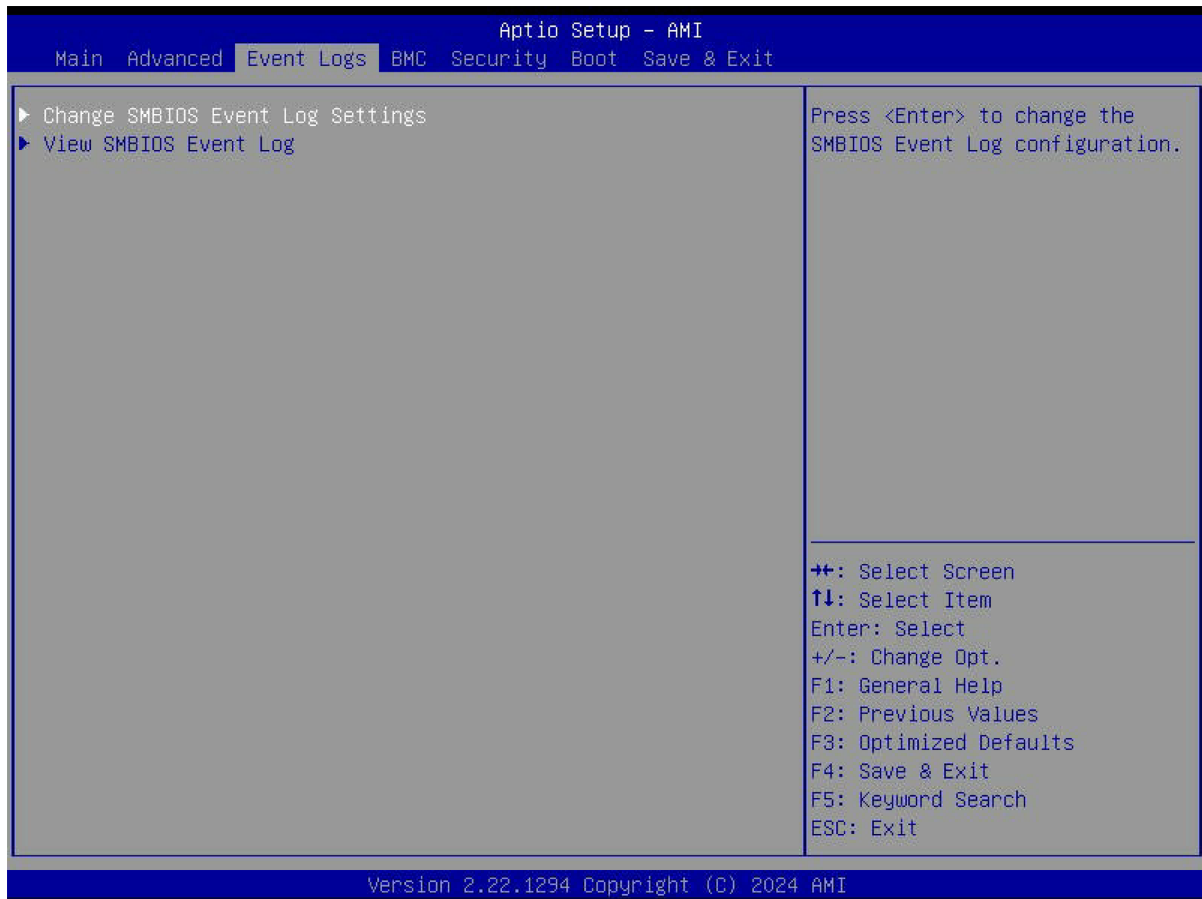 Aptio Setup – AMI
Main Advanced Event Logs BMC Security Boot Save & Exit
▶ Change SMBIOS Event Log Settings
▶ View SMBIOS Event Log
Press <Enter> to change the
SMBIOS Event Log configuration.
→←: Select Screen
↑↓: Select Item
Enter: Select
+/-: Change Opt.
F1: General Help
F2: Previous Values
F3: Optimized Defaults
F4: Save & Exit
F5: Keyword Search
ESC: Exit
Version 2.22.1294 Copyright (C) 2024 AMI